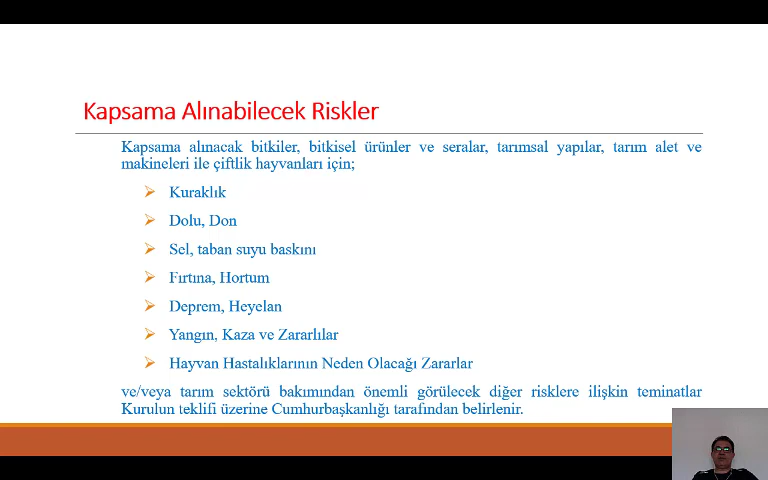 Kapsama Alınabilecek Riskler
Kapsama alınacak bitkiler, bitkisel ürünler ve seralar, tarımsal yapılar, tarım alet ve
makineleri ile çiftlik hayvanları için;
Kuraklık
Dolu, Don
Sel, taban suyu baskını
Fırtına, Hortum
Deprem, Heyelan
Yangın, Kaza ve Zararlılar
Hayvan Hastalıklarının Neden Olacağı Zararlar
ve/veya tarım sektörü bakımından önemli görülecek diğer risklere ilişkin teminatlar
Kurulun teklifi üzerine Cumhurbaşkanlığı tarafından belirlenir.